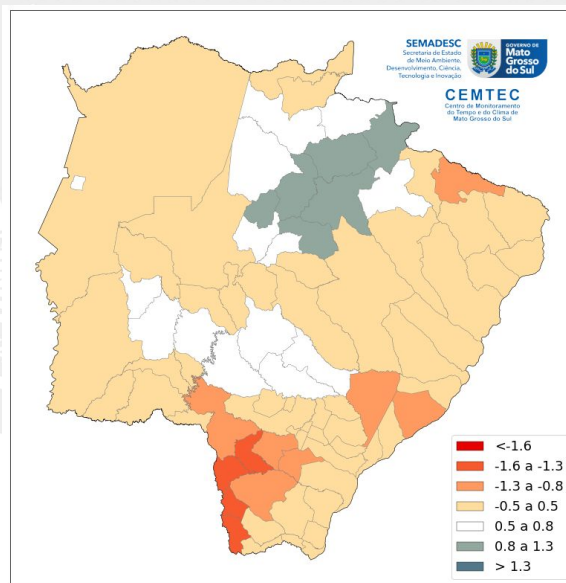 SEMADESC
Secretaria de Estado
de Meio Ambiente,
Desenvolvimento, Ciência,
Tecnologia e Inovação
GOVERNO DE
Mato
Grosso
do Sul
CEMTEC
Centro de Monitoramento
do Tempo e do Clima de
Mato Grosso do Sul
<-1.6
-1.6 a -1.3
-1.3 a -0.8
-0.5 a 0.5
0.5 a 0.8
0.8 a 1.3
> 1.3